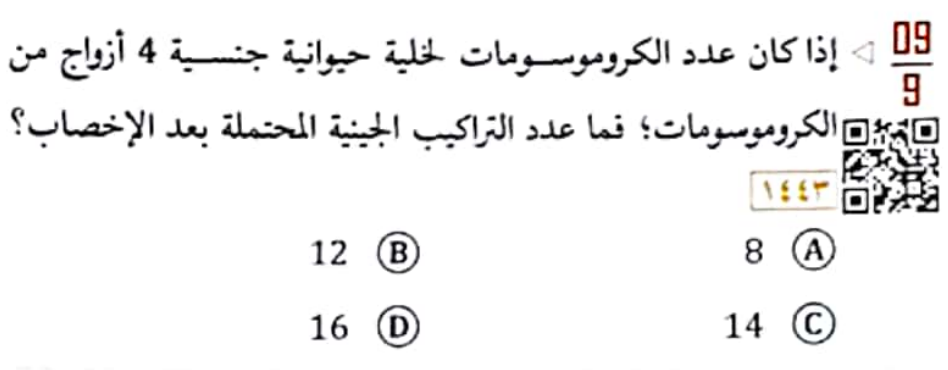 09
9
إذا كان عدد الكروموسومات لخلية حيوانية جنسية 4 أزواج من
الكروموسومات؛ فما عدد التراكيب الجينية المحتملة بعد الإخصاب؟
١٤٤٣
8 A
12 B
14 C
16 D